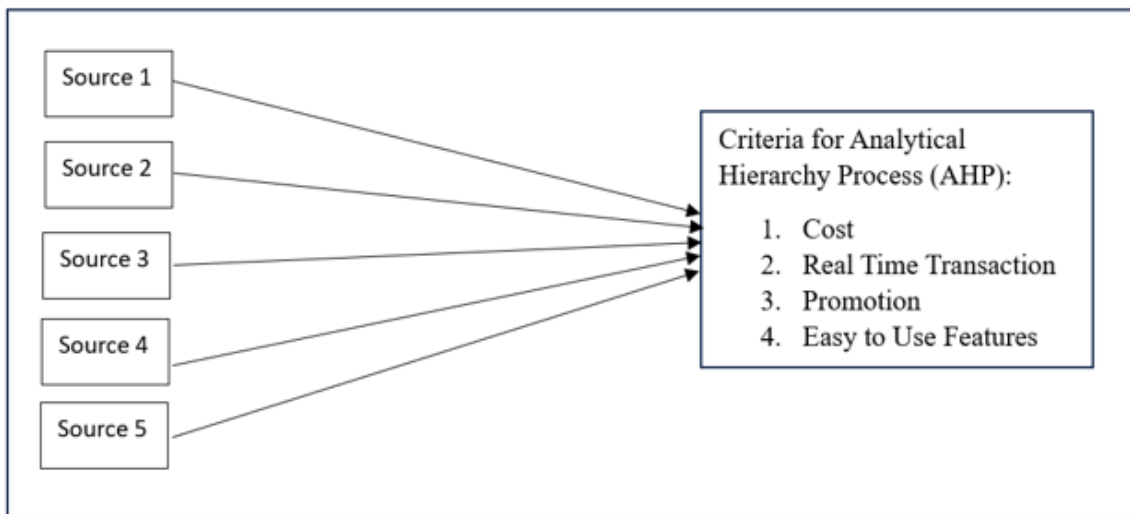 Source 1
Source 2
Source 3
Source 4
Source 5
Criteria for Analytical
Hierarchy Process (AHP):
1. Cost
2. Real Time Transaction
3. Promotion
4. Easy to Use Features